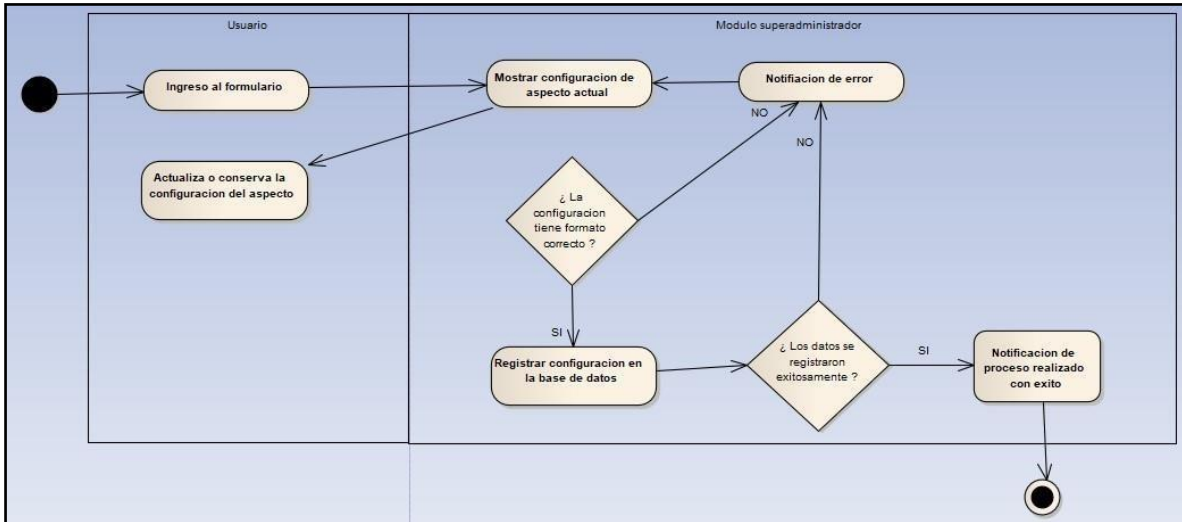 Usuario
Modulo superadministrador
Ingreso al formulario
Mostrar configuracion de
aspecto actual
Notifiacion de error
NO
NO
Actualiza o conserva la
configuracion del aspecto
¿ La
configuracion
tiene formato
correcto ?
SI
Registrar configuracion en
la base de datos
¿ Los datos se
registraron
exitosamente ?
SI
Notificacion de
proceso realizado
con exito